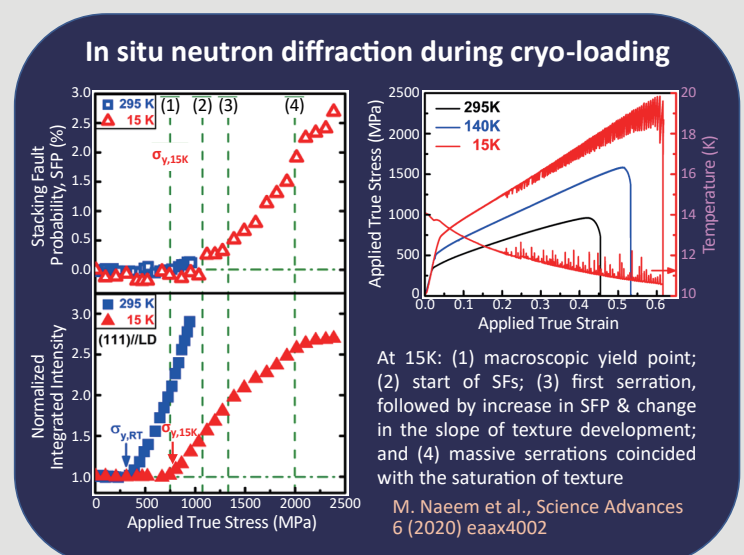 In situ neutron diffraction during cryo-loading
3.0
2.5
2.0
1.5
1.0
0.5
0.0
Stacking Fault
Probability, SFP (%)
295 K
15 K
(1)
(2)
(3)
(4)
σy,15K
3.0
2.5
2.0
1.5
1.0
Normalized
Integrated Intensity
295 K
15 K
(111)//LD
σy,RT
σy,15K
0
500
1000
1500
2000
2500
Applied True Stress (MPa)
2500
2000
1500
1000
500
0
Applied True Stress (MPa)
295K
140K
15K
20
18
16
14
12
10
Temperature (K)
0.0
0.1
0.2
0.3
0.4
0.5
0.6
Applied True Strain
At 15K: (1) macroscopic yield point;
(2) start of SFs; (3) first serration,
followed by increase in SFP & change
in the slope of texture development;
and (4) massive serrations coincided
with the saturation of texture
M. Naeem et al., Science Advances
6 (2020) eaax4002